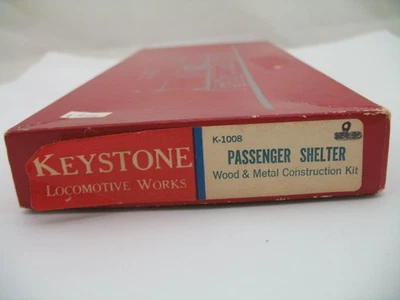 KEYSTONE
LOCOMOTIVE WORKS
K-1008
PASSENGER SHELTER
Wood & Metal Construction Kit